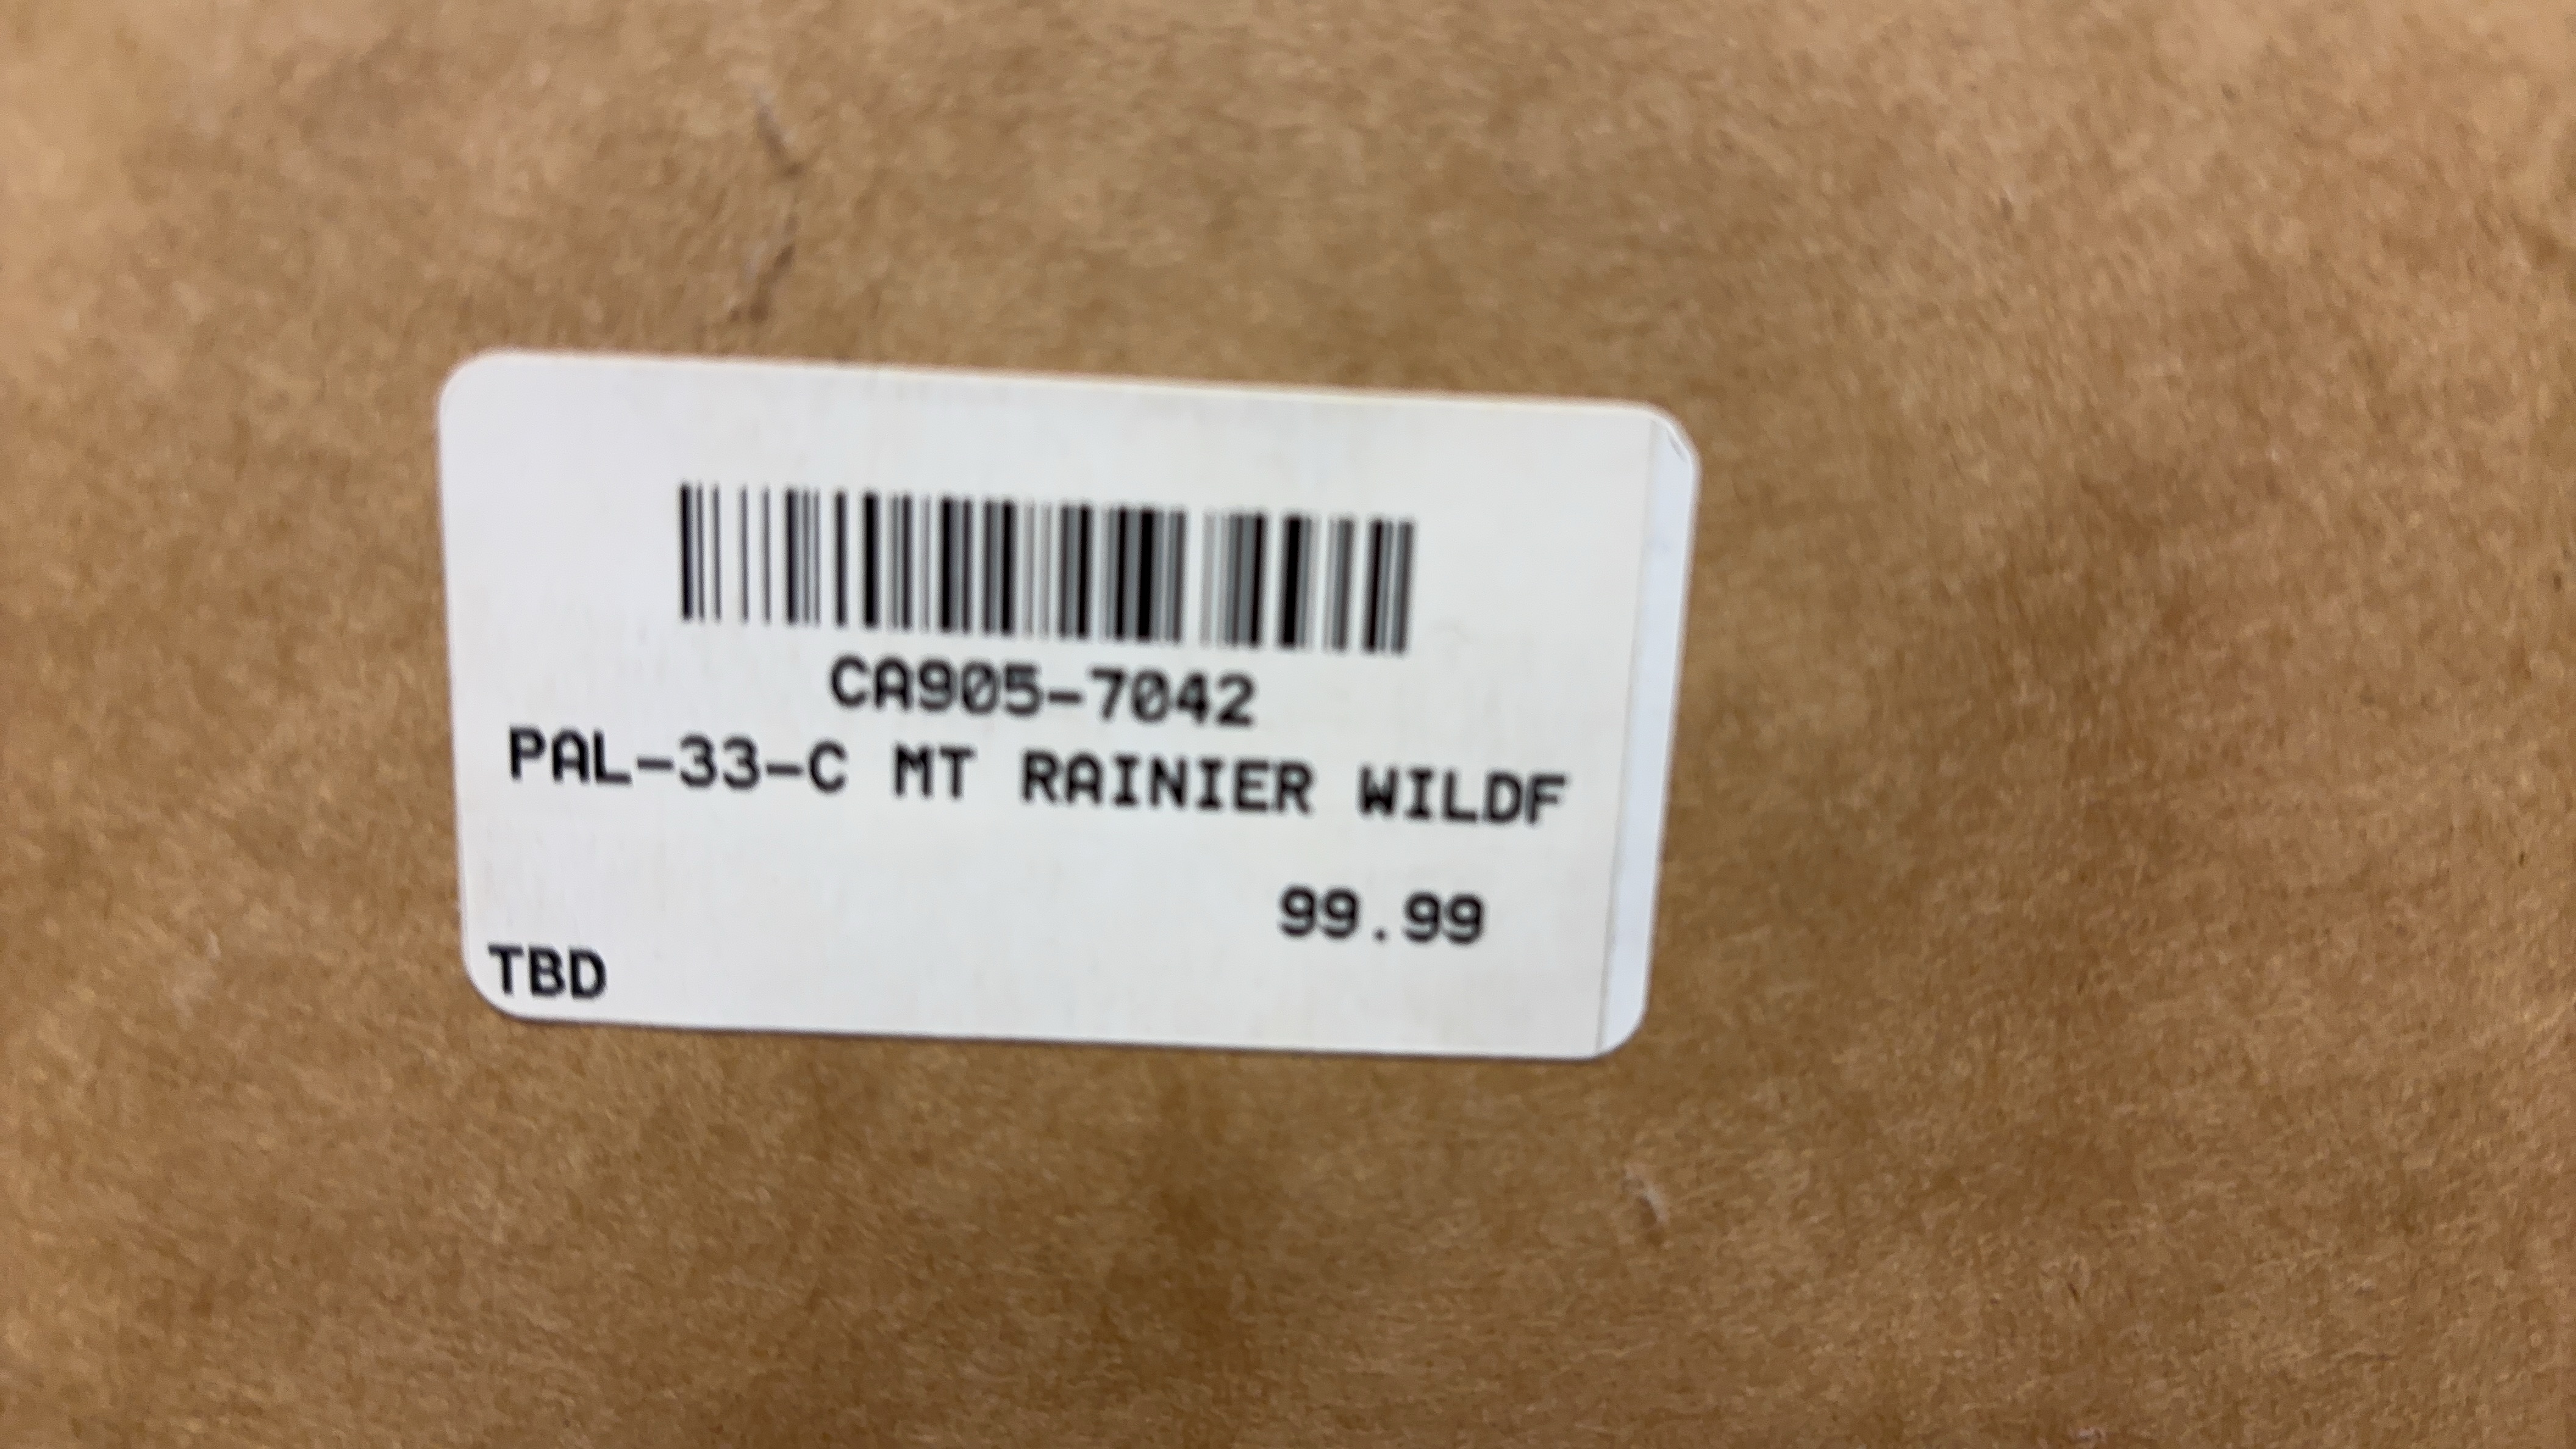 CA905-7042
PAL-33-C MT RAINIER WILDF
99.99
TBD